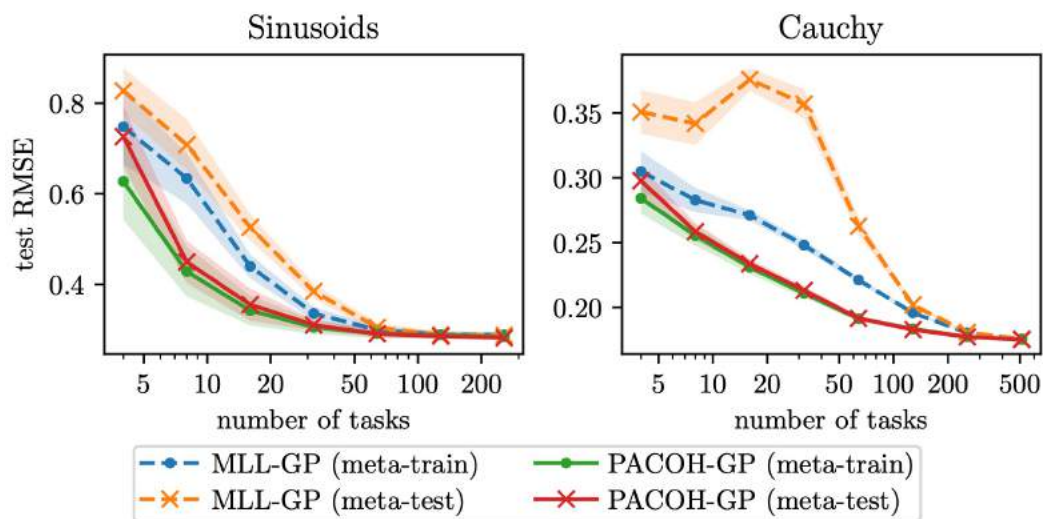 Sinusoids
Cauchy
test RMSE
0.8
0.6
0.4
0.35
0.30
0.25
0.20
5 10 20 50 100 200
5 10 20 50 100 200 500
number of tasks
number of tasks
MLL-GP (meta-train)
PACOH-GP (meta-train)
MLL-GP (meta-test)
PACOH-GP (meta-test)